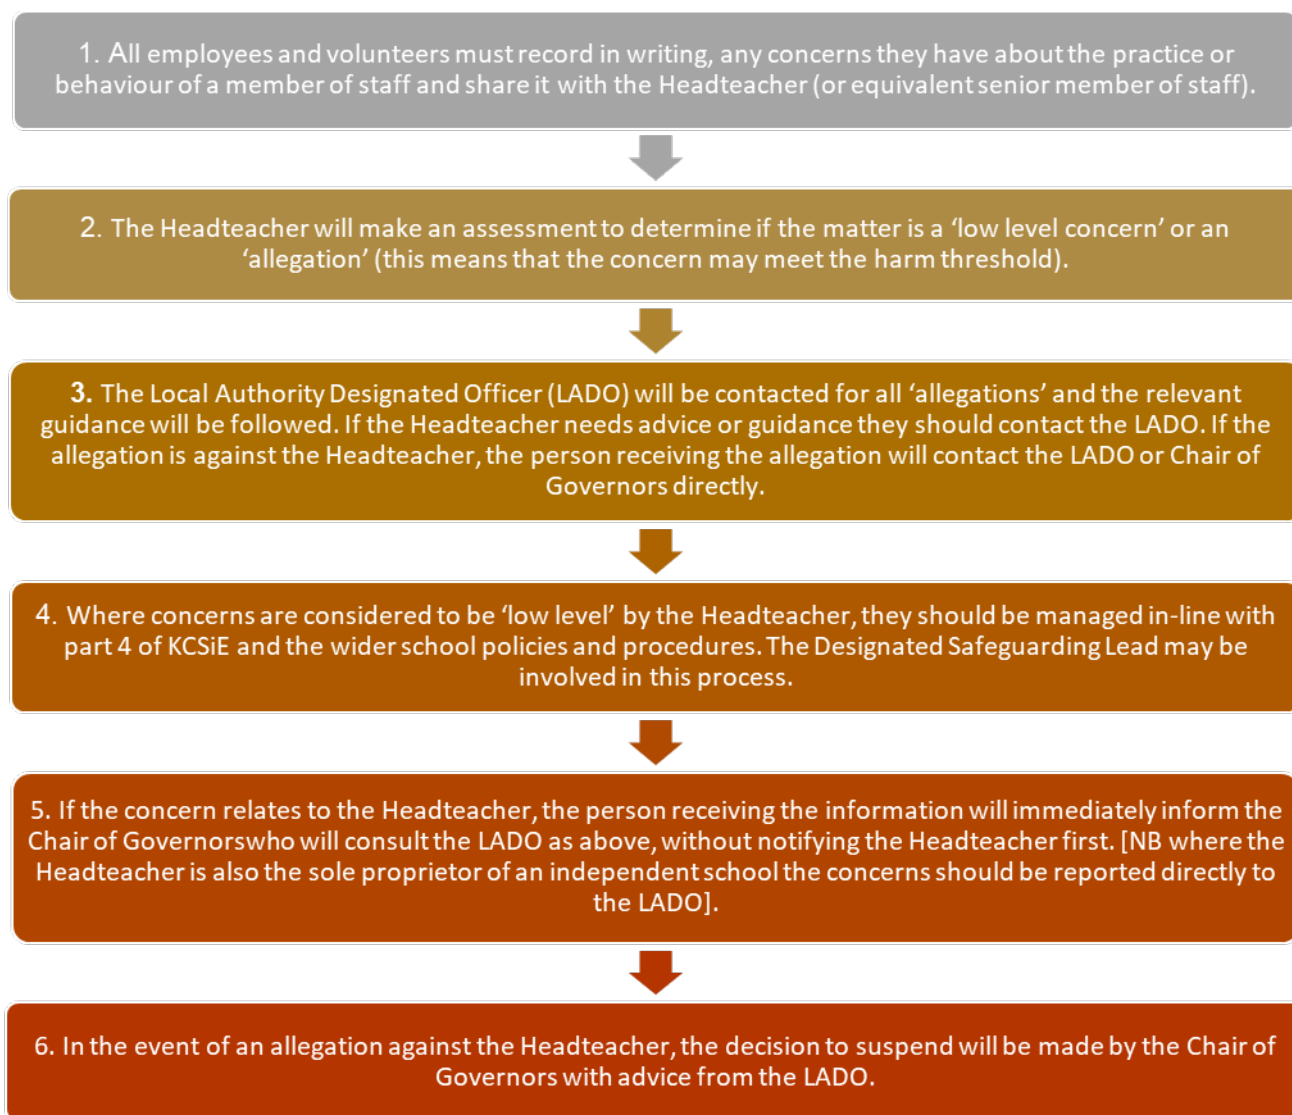 1. All employees and volunteers must record in writing, any concerns they have about the practice or
behaviour of a member of staff and share it with the Headteacher (or equivalent senior member of staff).
2. The Headteacher will make an assessment to determine if the matter is a ‘low level concern’ or an
‘allegation’ (this means that the concern may meet the harm threshold).
3. The Local Authority Designated Officer (LADO) will be contacted for all ‘allegations’ and the relevant
guidance will be followed. If the Headteacher needs advice or guidance they should contact the LADO. If the
allegation is against the Headteacher, the person receiving the allegation will contact the LADO or Chair of
Governors directly.
4. Where concerns are considered to be ‘low level’ by the Headteacher, they should be managed in-line with
part 4 of KCSiE and the wider school policies and procedures. The Designated Safeguarding Lead may be
involved in this process.
5. If the concern relates to the Headteacher, the person receiving the information will immediately inform the
Chair of Governorswho will consult the LADO as above, without notifying the Headteacher first. [NB where the
Headteacher is also the sole proprietor of an independent school the concerns should be reported directly to
the LADO].
6. In the event of an allegation against the Headteacher, the decision to suspend will be made by the Chair of
Governors with advice from the LADO.